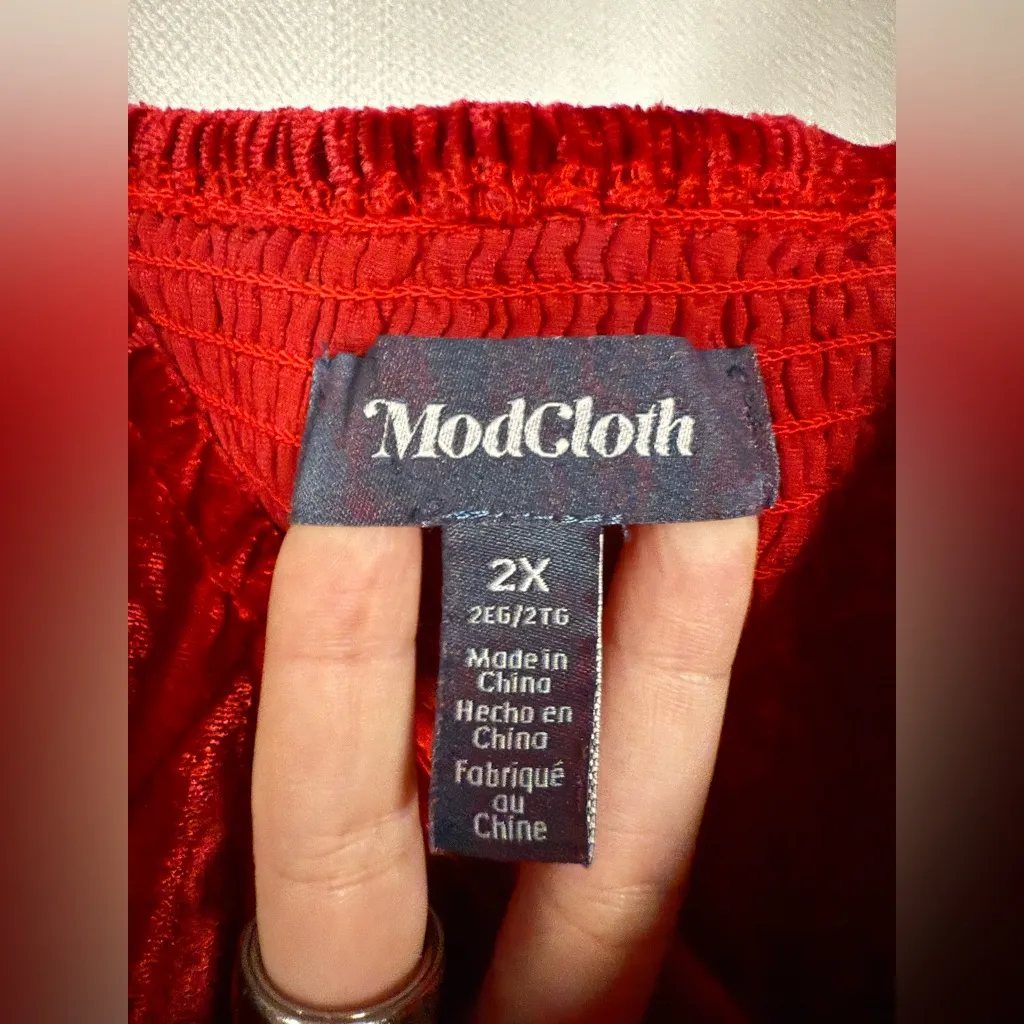 ModCloth
2X
2EG/2TG
Made in
China
Hecho en
China
Fabriqué
au
Chine